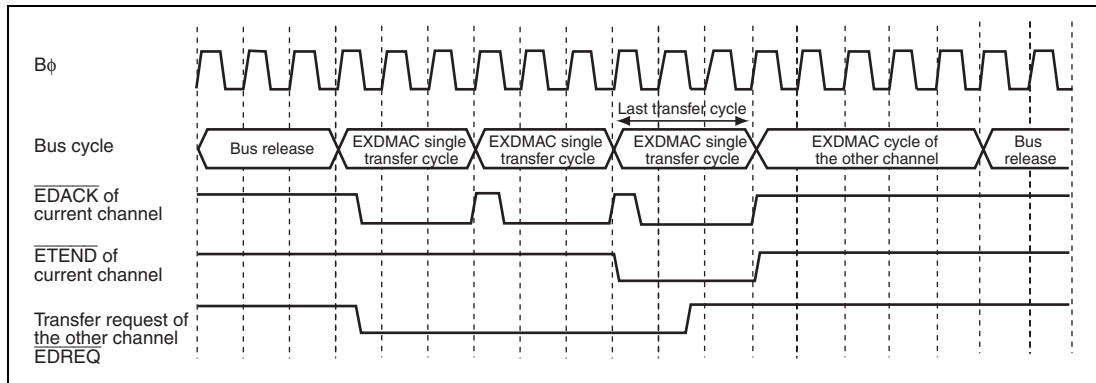 Bφ
Last transfer cycle
Bus cycle
Bus release
EXDMAC single
transfer cycle
EXDMAC single
transfer cycle
EXDMAC single
transfer cycle
EXDMAC cycle of
the other channel
Bus
release
EDACK of
current channel
ETEND of
current channel
Transfer request of
the other channel
EDREQ